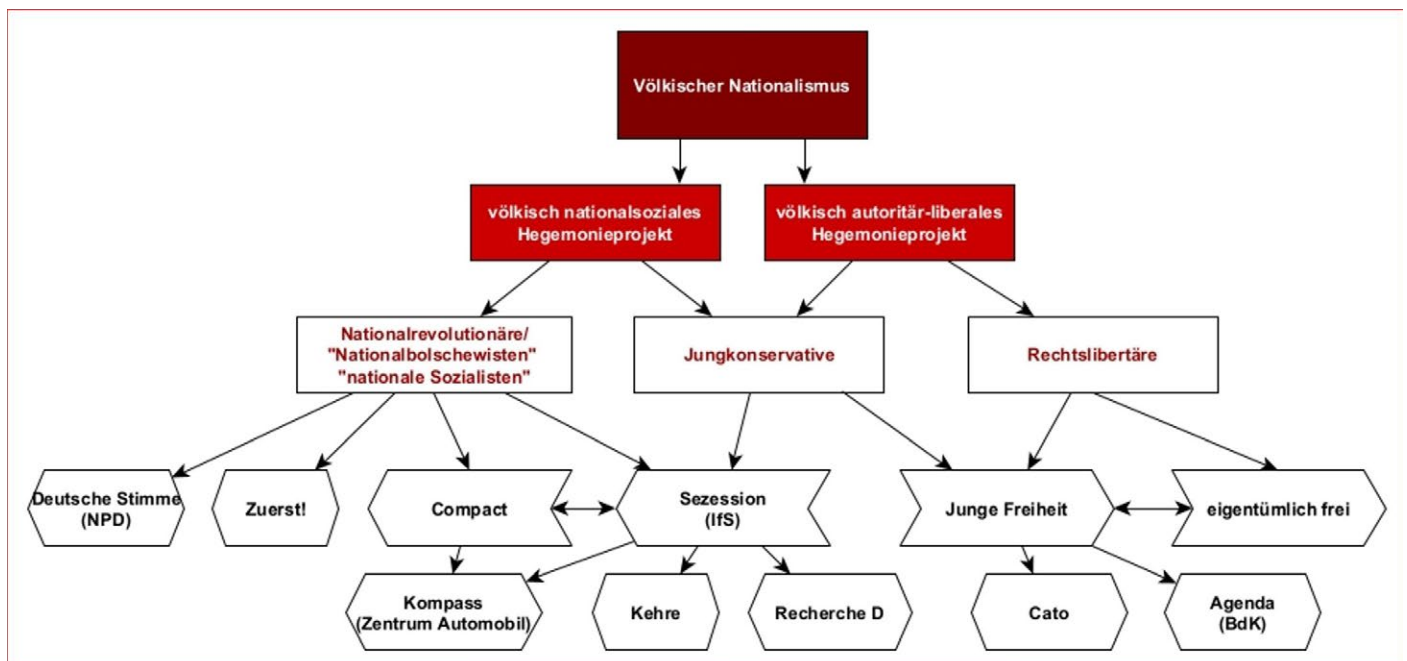 Völkischer Nationalismus
völkisch nationalsoziales
Hegemonieprojekt
völkisch autoritär-liberales
Hegemonieprojekt
Nationalrevolutionäre/
"Nationalbolschewisten"
"nationale Sozialisten"
Jungkonservative
Rechtslibertäre
Deutsche Stimme
(NPD)
Zuerst!
Compact
Sezession
(IfS)
Junge Freiheit
eigentümlich frei
Kompass
(Zentrum Automobil)
Kehre
Recherche D
Cato
Agenda
(BdK)